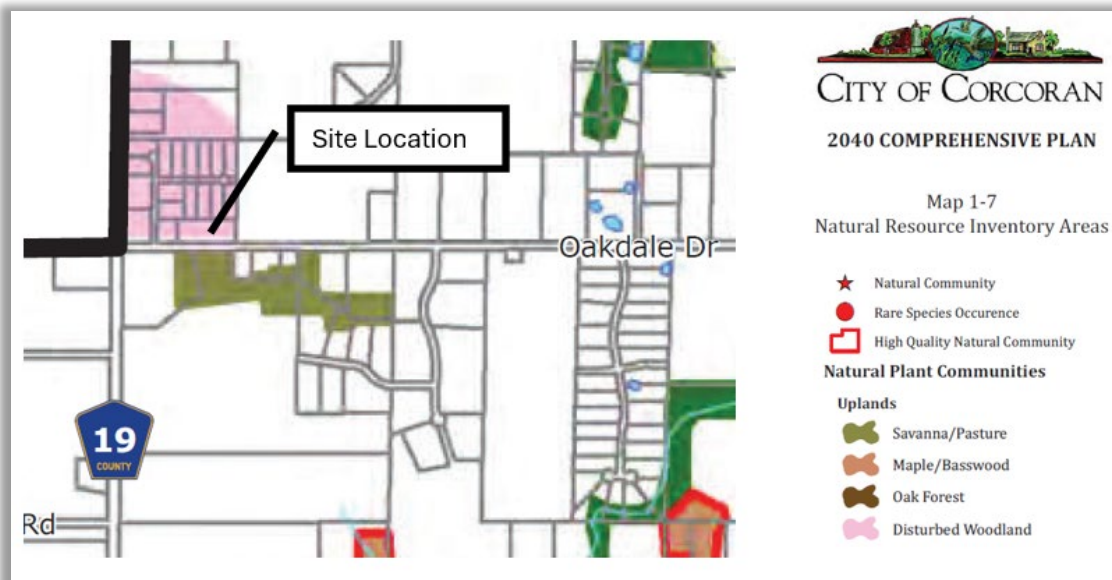 Site Location
Oakdale Dr
19
COUNTY
Rd
CITY OF CORCORAN
2040 COMPREHENSIVE PLAN
Map 1-7
Natural Resource Inventory Areas
Natural Community
Rare Species Occurence
High Quality Natural Community
Natural Plant Communities
Uplands
Savanna/Pasture
Maple/Basswood
Oak Forest
Disturbed Woodland